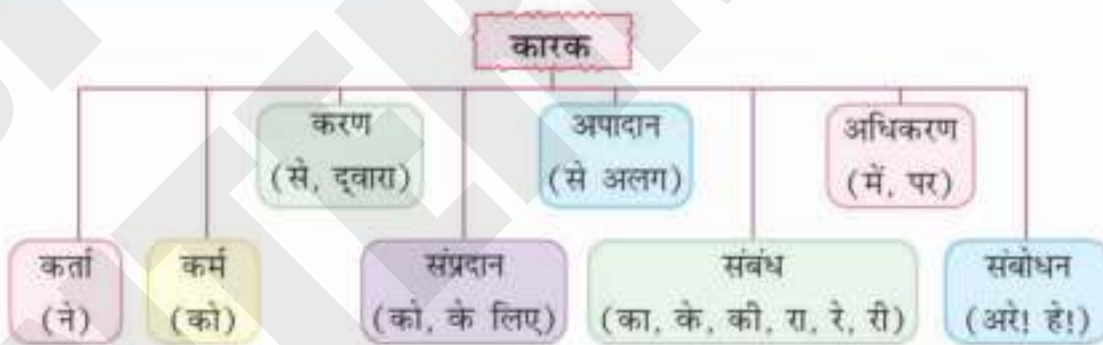 कारक
करण
(से, द्वारा)
अपादान
(से अलग)
अधिकरण
(में, पर)
कर्ता
(ने)
कर्म
(को)
संप्रदान
(को, के लिए)
संबंध
(का, के, की, रा, रे, री)
संबोधन
(अरे! हे!)